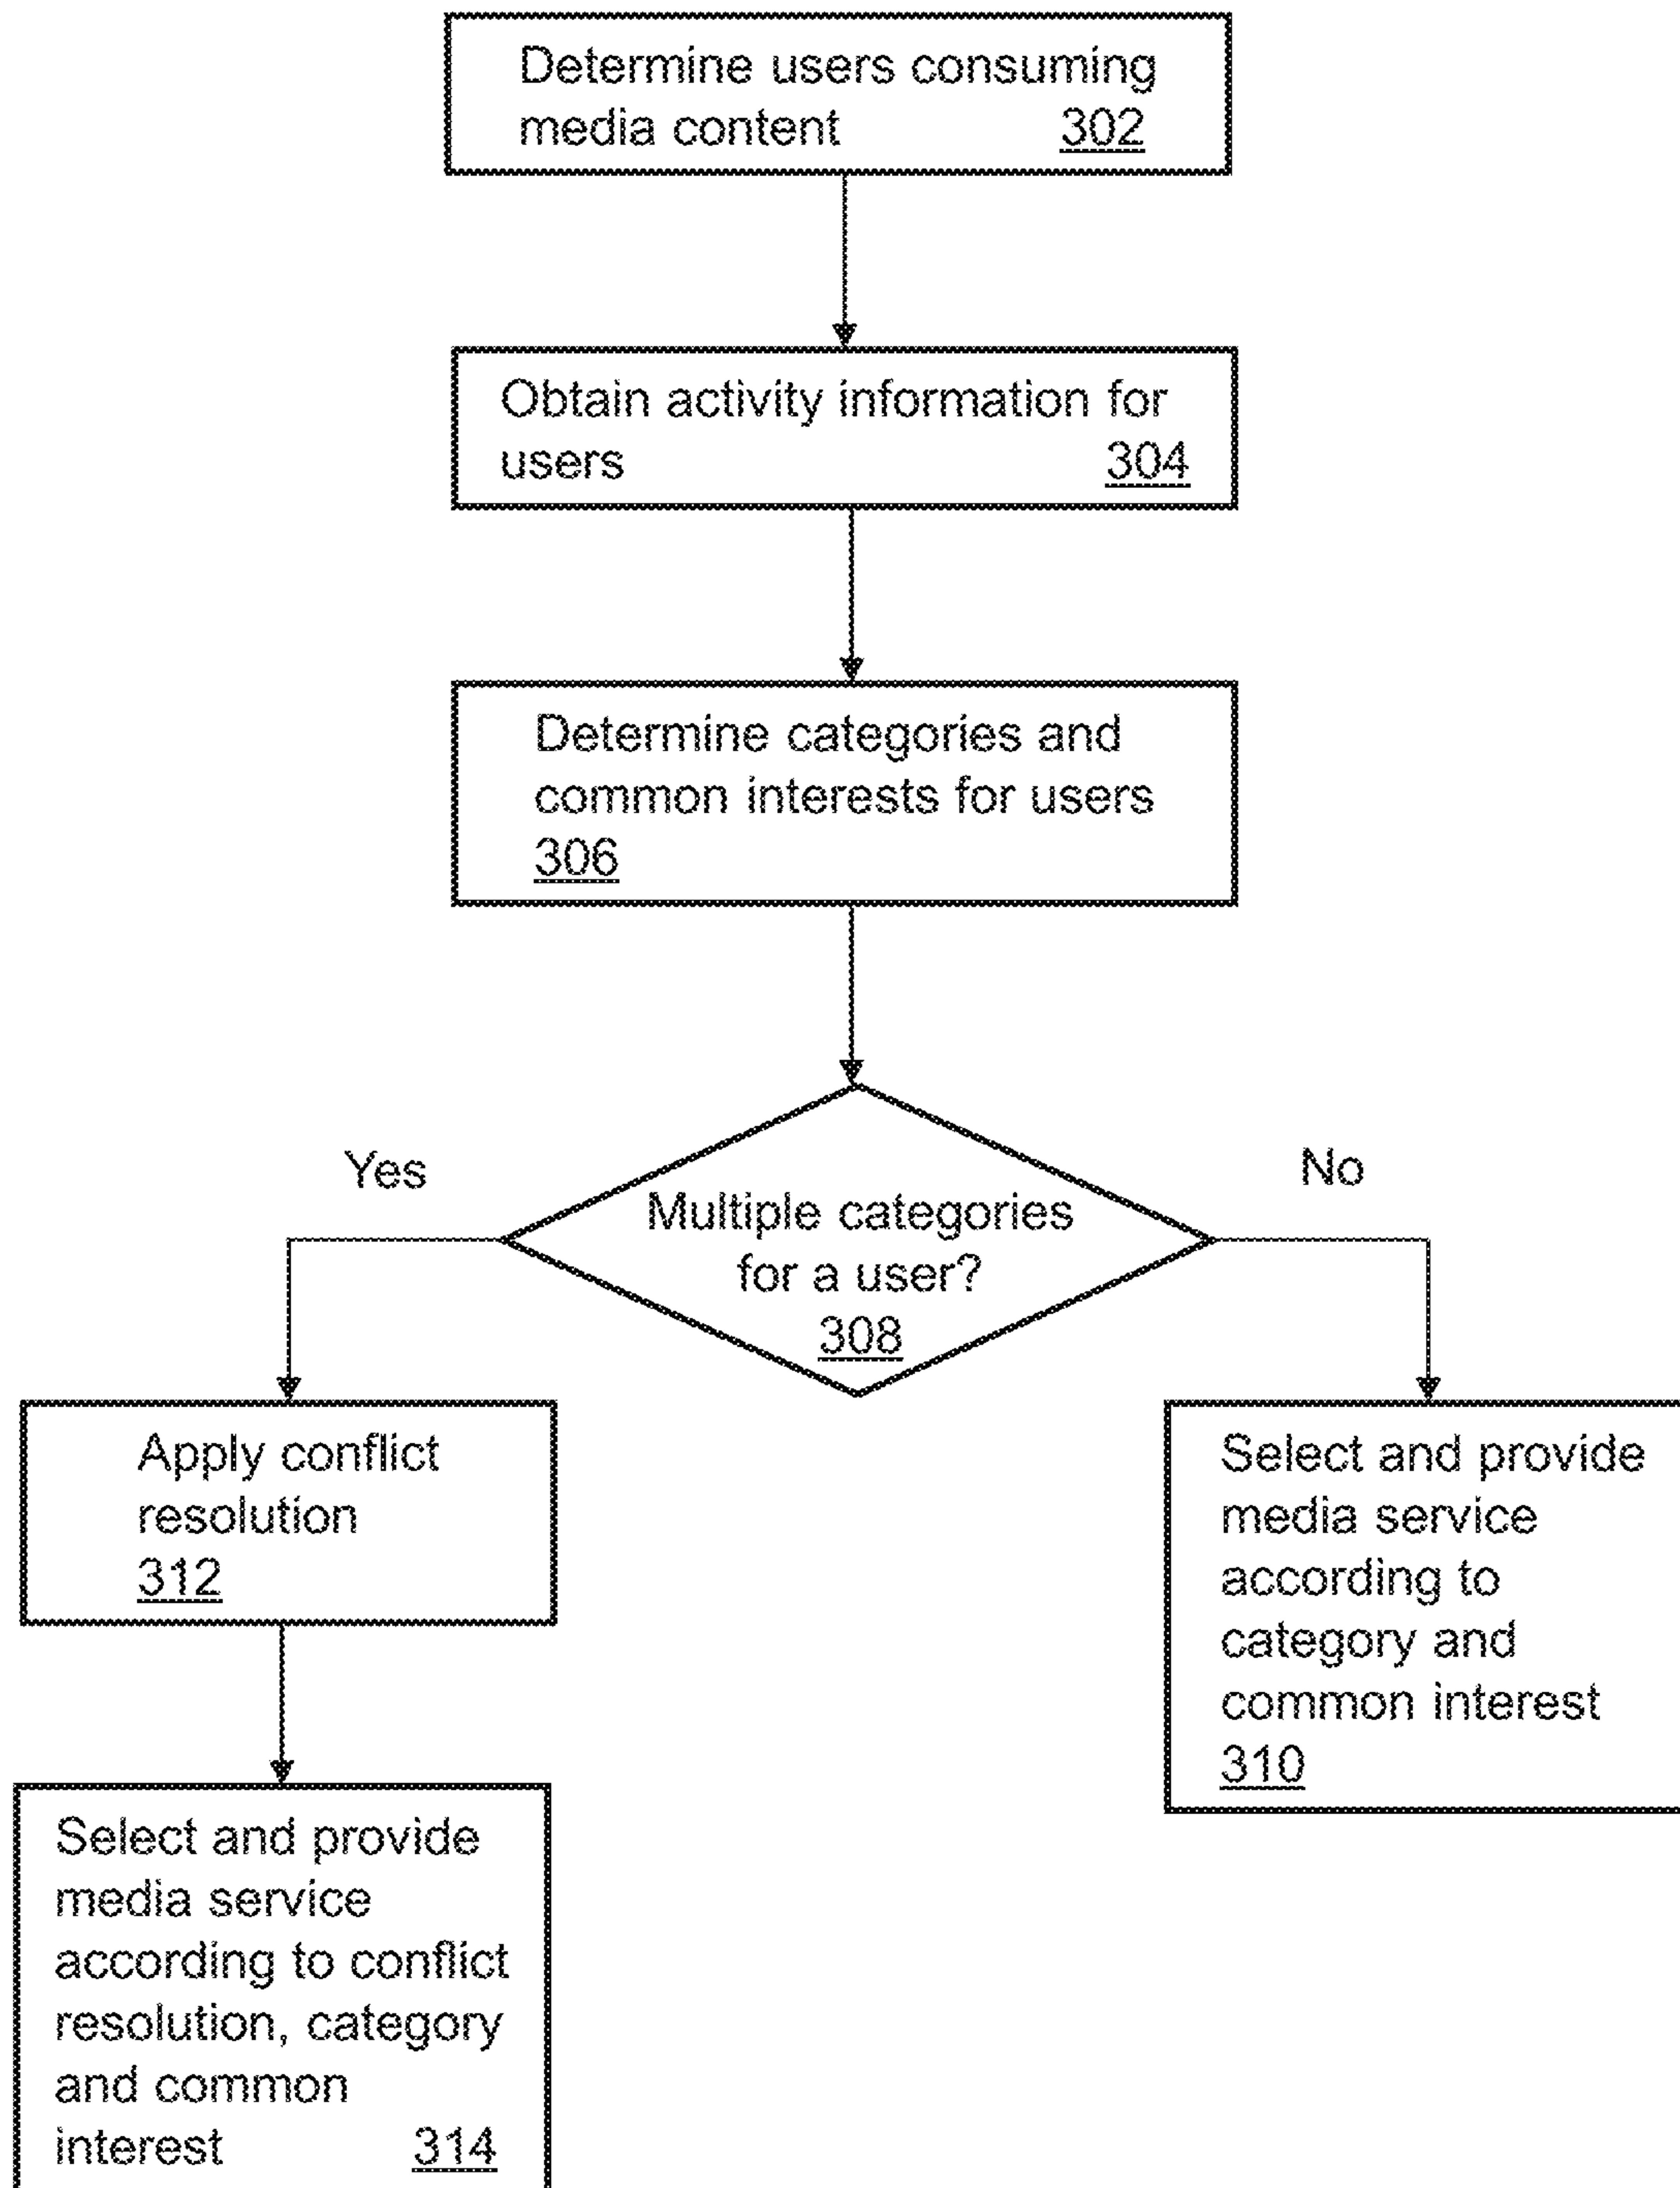 Determine users consuming
media content 302
Obtain activity information for
users 304
Determine categories and
common interests for users
306
Yes
No
Multiple categories
for a user?
308
Apply conflict
resolution
312
Select and provide
media service
according to
category and
common interest
310
Select and provide
media service
according to conflict
resolution, category
and common
interest 314